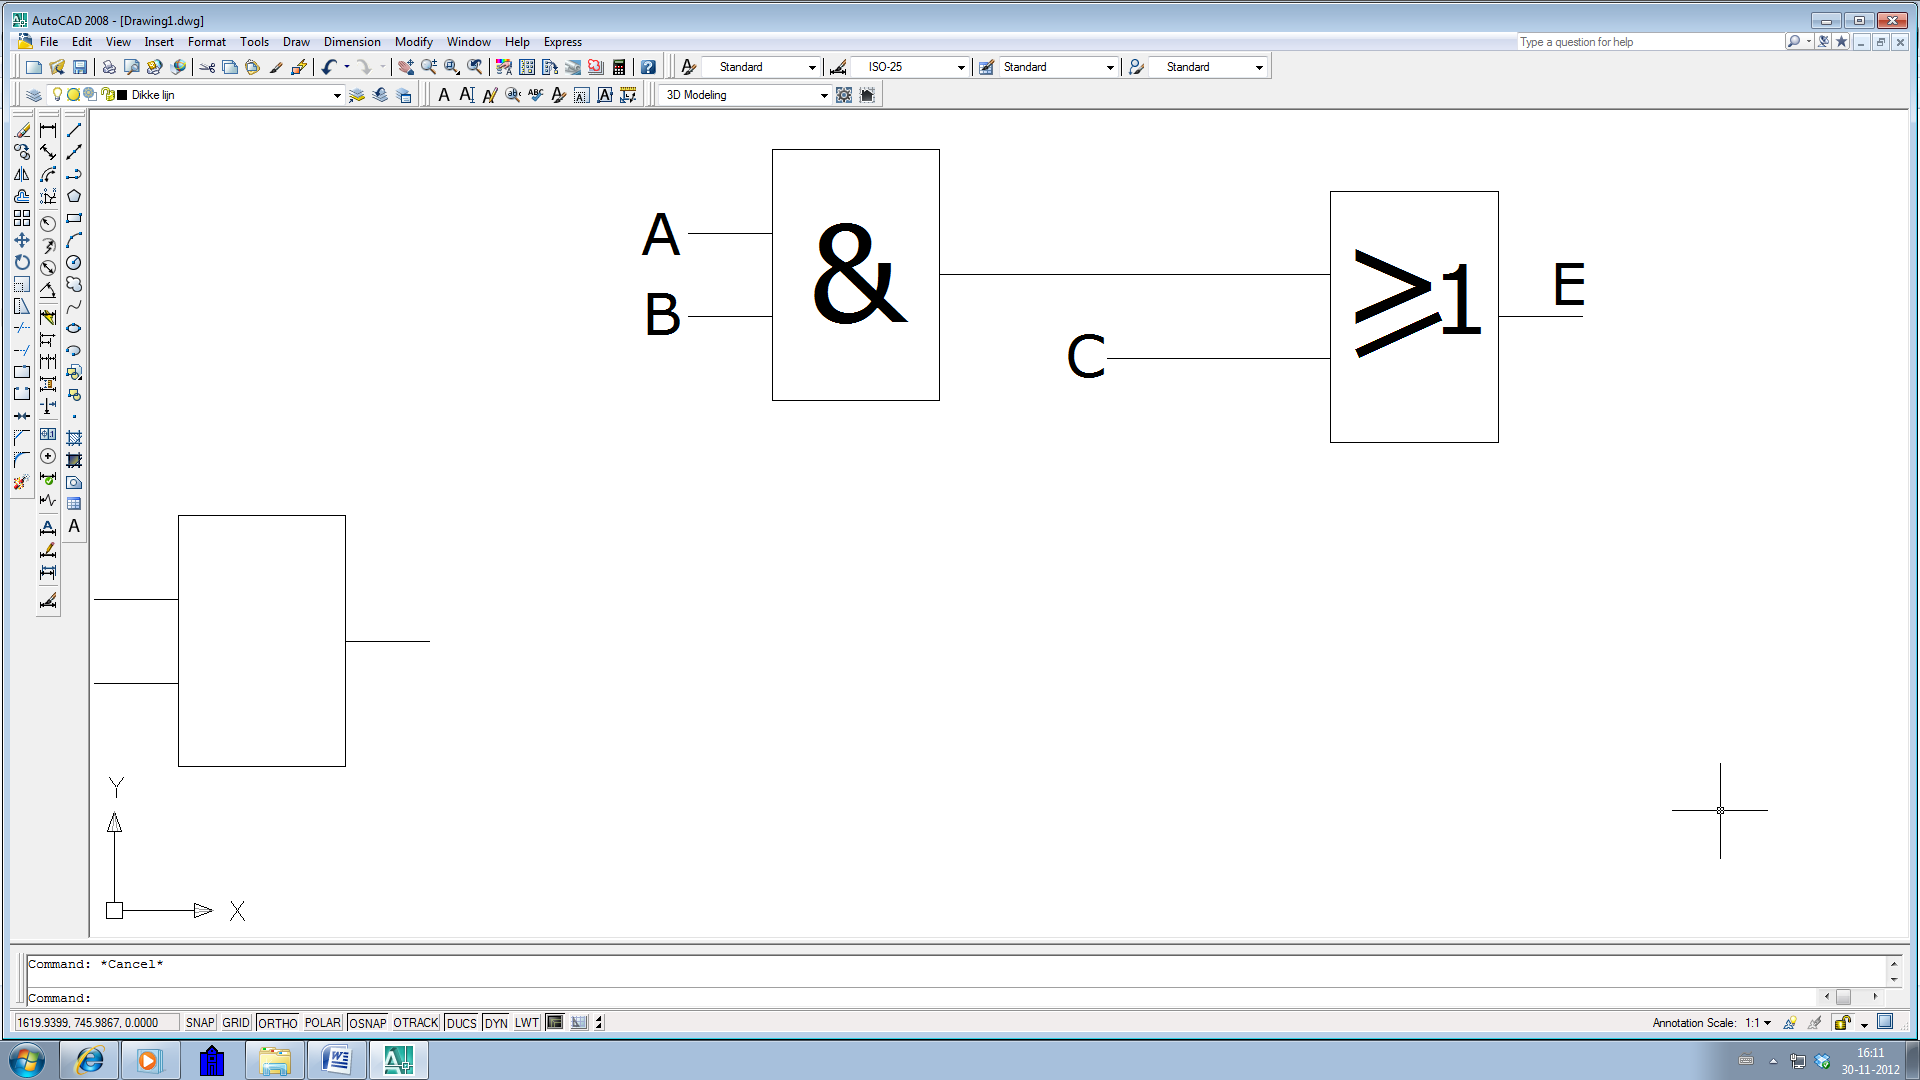 AutoCAD 2008 - [Drawing1.dwg]
File Edit View Insert Format Tools Draw Dimension Modify Window Help Express
Type a question for help
Standard ISO-25 Standard Standard
Dikke lijn
3D Modeling
A
B
&
C
≥1
E
Y
X
Command: *Cancel*
Command:
1619.9399, 745.9867, 0.0000 SNAP GRID ORTHO POLAR OSNAP OTRACK DUCS DYN LWT
Annotation Scale: 1:1
16:11
30-11-2012